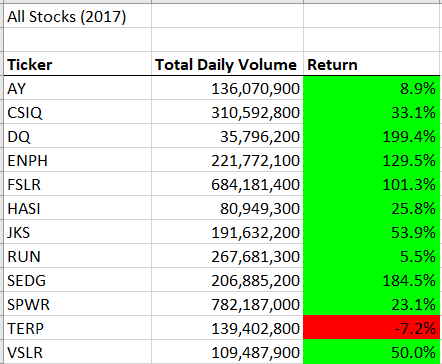 All Stocks (2017)
Ticker Total Daily Volume Return
AY 136,070,900 8.9%
CSIQ 310,592,800 33.1%
DQ 35,796,200 199.4%
ENPH 221,772,100 129.5%
FSLR 684,181,400 101.3%
HASI 80,949,300 25.8%
JKS 191,632,200 53.9%
RUN 267,681,300 5.5%
SEDG 206,885,200 184.5%
SPWR 782,187,000 23.1%
TERP 139,402,800 -7.2%
VSLR 109,487,900 50.0%